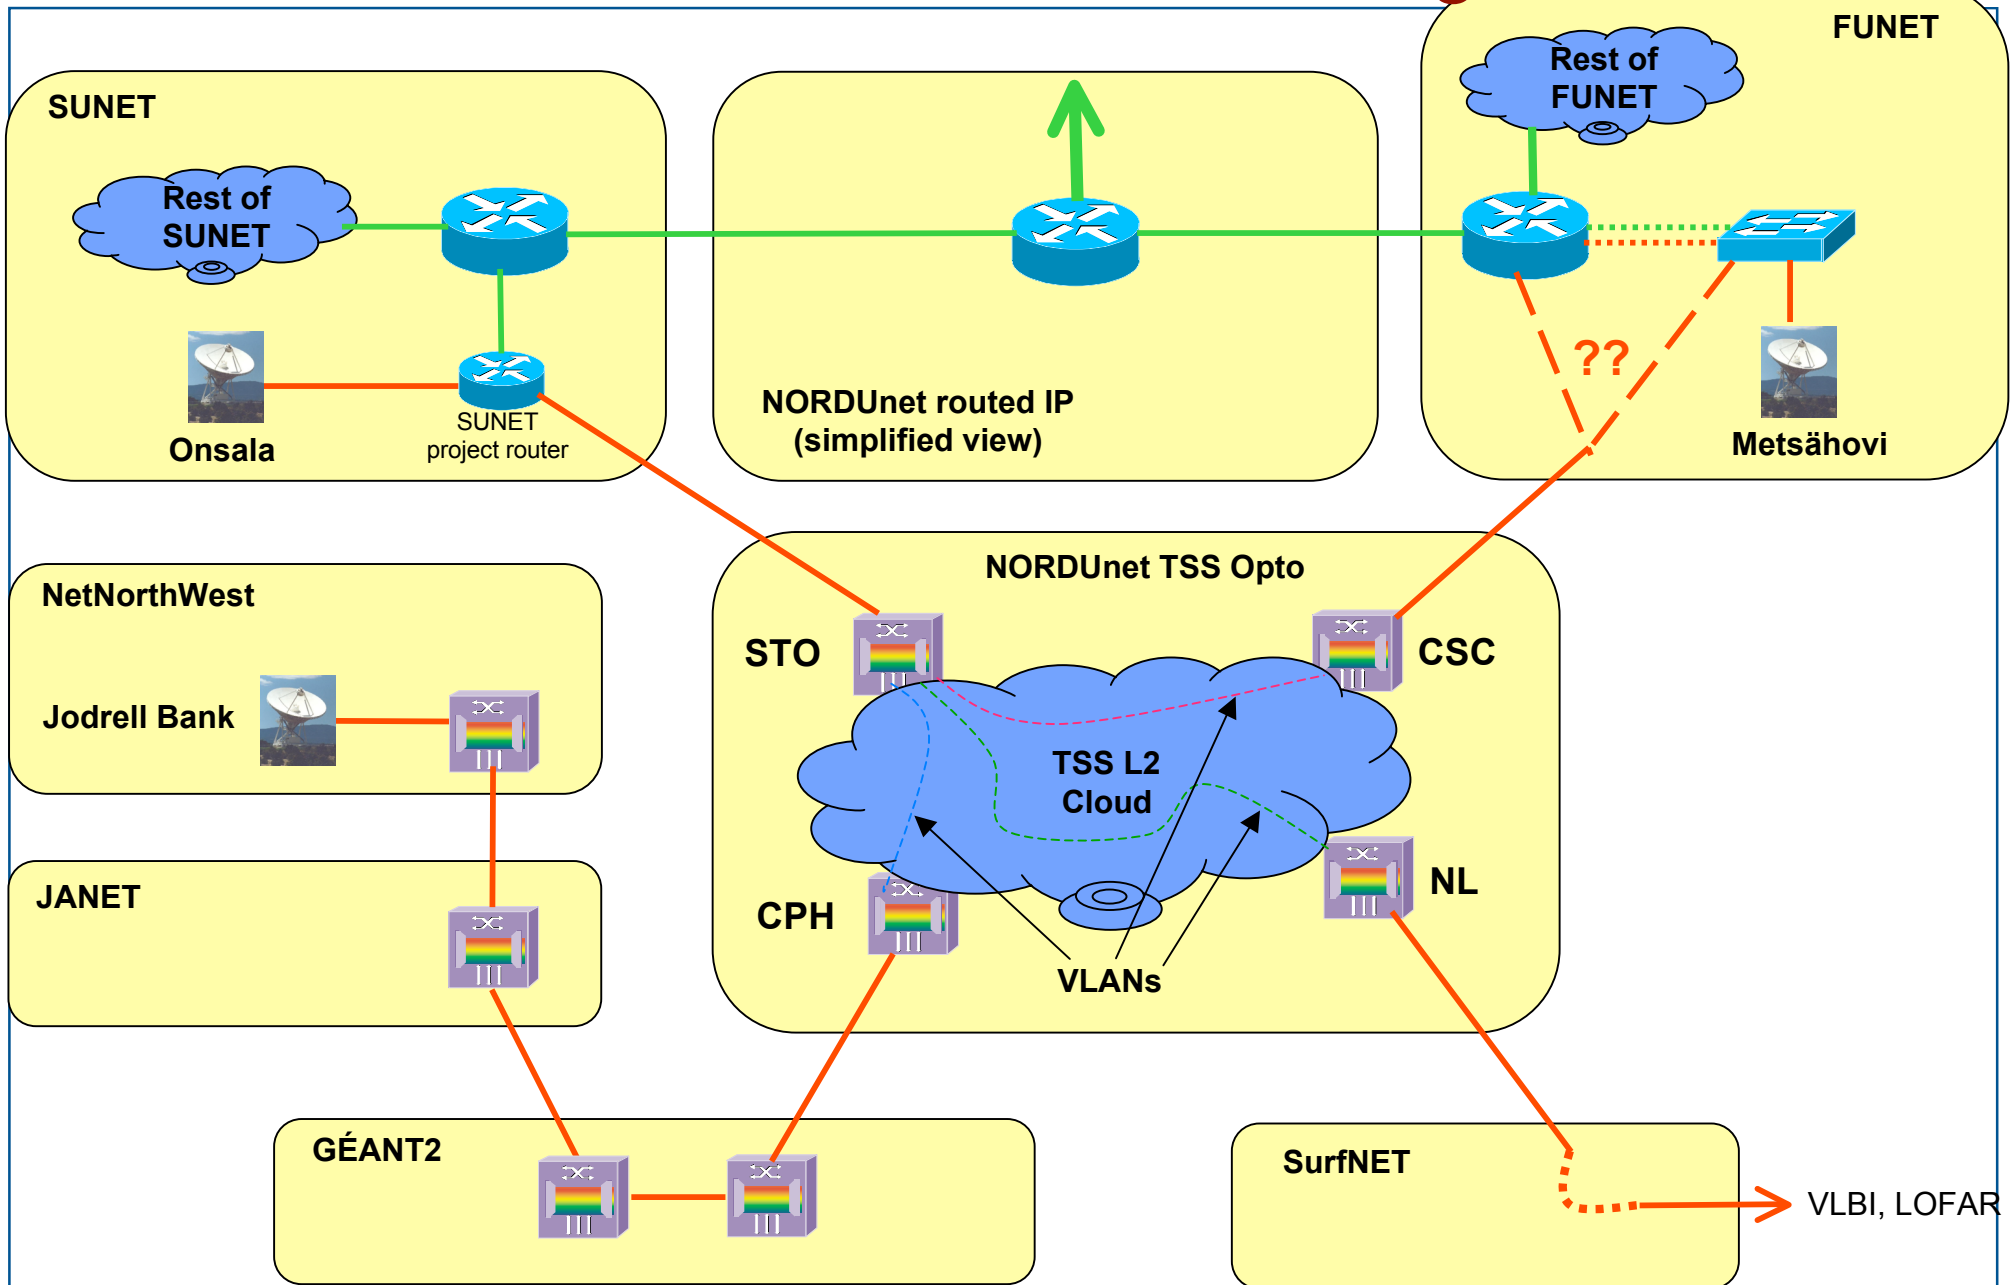 FUNET
Rest of
FUNET
SUNET
Rest of
SUNET
??
NORDUnet routed IP
(simplified view)
SUNET
project router
Onsala
Metsähovi
NORDUnet TSS Opto
NetNorthWest
STO
CSC
Jodrell Bank
TSS L2
Cloud
JANET
NL
CPH
VLANs
GÉANT2
SurfNET
VLBI, LOFAR